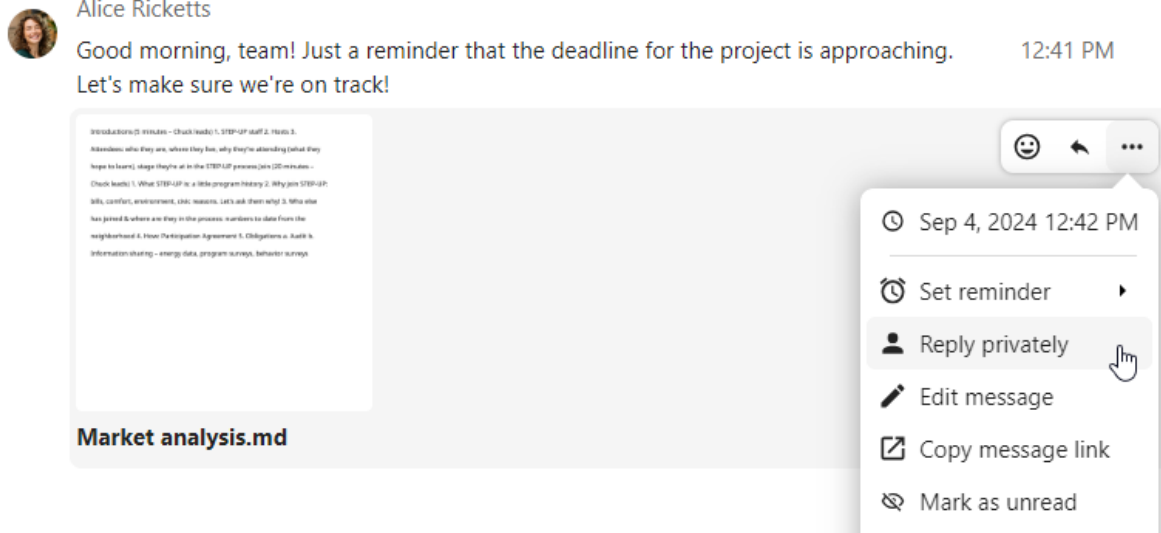 Alice Ricketts
Good morning, team! Just a reminder that the deadline for the project is approaching.
12:41 PM
Let's make sure we're on track!
Introductions (5 minutes – Chuck leads) 1. STEP-UP staff 2. Hosts 3.
Attendees: who they are, where they live, why they're attending (what they
hope to learn), stage they're at in the STEP-UP process Join (20 minutes –
Chuck leads) 1. What STEP-UP is: a little program history 2. Why join STEP-UP:
bills, comfort, environment, civic reasons. Let's ask them why! 3. Who else
has joined & where are they in the process: numbers to date from the
neighborhood 4. How: Participation Agreement 5. Obligations a. Audit b.
Information sharing – energy data, program surveys, behavior surveys
Market analysis.md
Sep 4, 2024 12:42 PM
Set reminder
Reply privately
Edit message
Copy message link
Mark as unread